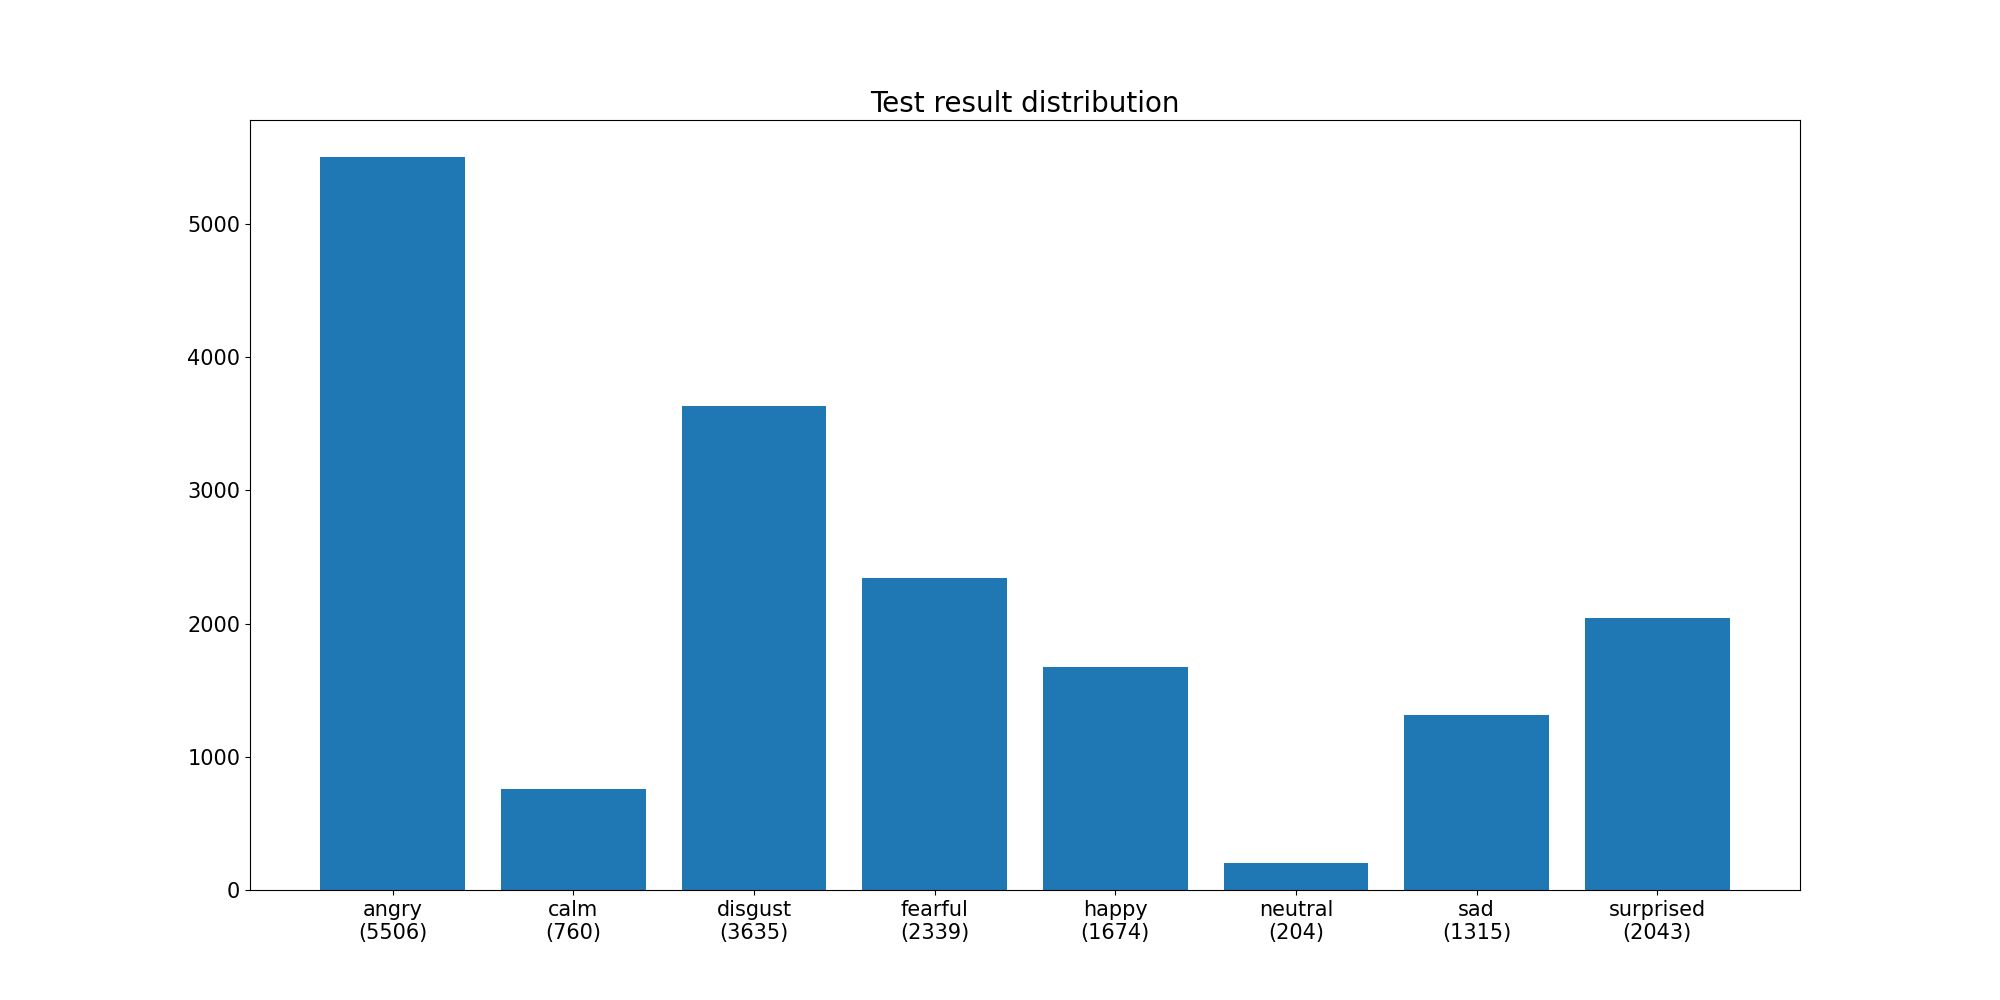 Test result distribution
5000
4000
3000
2000
1000
0
angry
(5506)
calm
(760)
disgust
(3635)
fearful
(2339)
happy
(1674)
neutral
(204)
sad
(1315)
surprised
(2043)